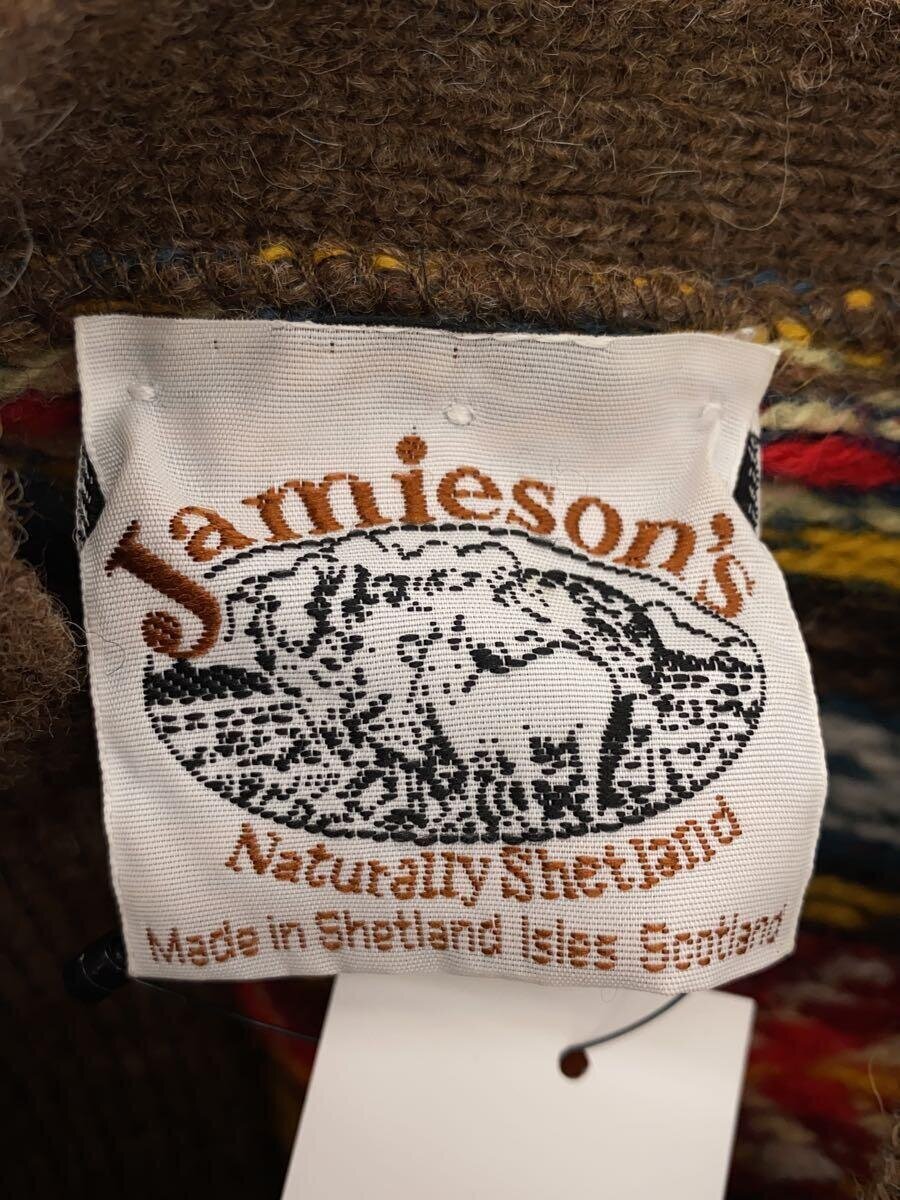 Jamieson's
Naturally Shetland
Made in Shetland Isles Scotland